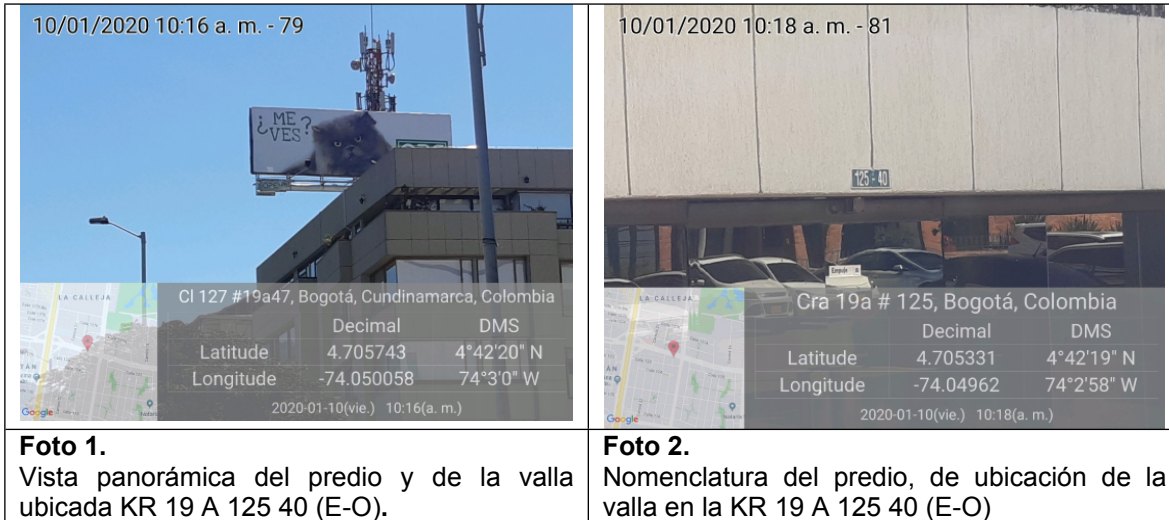 10/01/2020 10:16 a. m. - 79
¿ME VES?
LA CALLEJA
Cl 127 #19a47, Bogotá, Cundinamarca, Colombia
Decimal DMS
Latitude 4.705743 4°42'20" N
Longitude -74.050058 74°3'0" W
Google
2020-01-10(vie.) 10:16(a. m.)
Foto 1.
Vista panorámica del predio y de la valla
ubicada KR 19 A 125 40 (E-O).
10/01/2020 10:18 a. m. - 81
125 - 40
Empuje
LA CALLEJA
Cra 19a # 125, Bogotá, Colombia
Decimal DMS
Latitude 4.705331 4°42'19" N
Longitude -74.04962 74°2'58" W
Google
2020-01-10(vie.) 10:18(a. m.)
Foto 2.
Nomenclatura del predio, de ubicación de la
valla en la KR 19 A 125 40 (E-O)